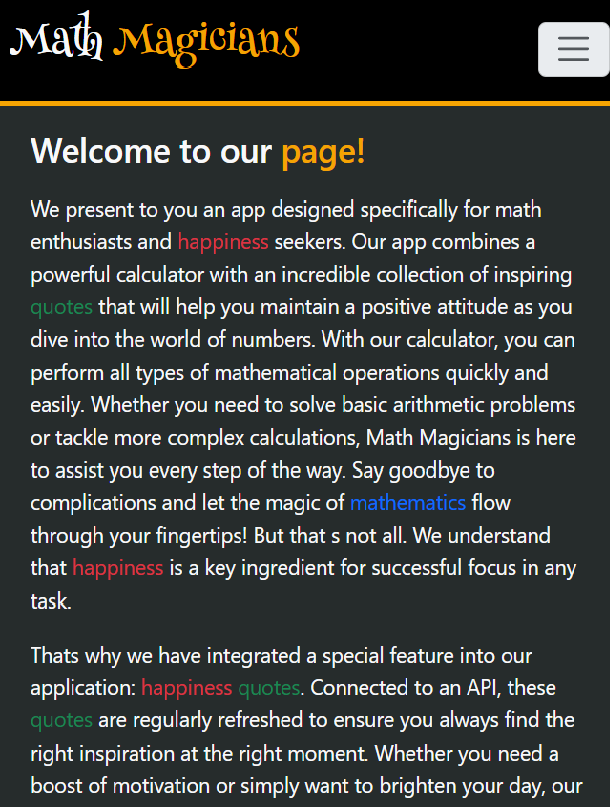 Math Magicians
Welcome to our page!
We present to you an app designed specifically for math
enthusiasts and happiness seekers. Our app combines a
powerful calculator with an incredible collection of inspiring
quotes that will help you maintain a positive attitude as you
dive into the world of numbers. With our calculator, you can
perform all types of mathematical operations quickly and
easily. Whether you need to solve basic arithmetic problems
or tackle more complex calculations, Math Magicians is here
to assist you every step of the way. Say goodbye to
complications and let the magic of mathematics flow
through your fingertips! But that s not all. We understand
that happiness is a key ingredient for successful focus in any
task.
Thats why we have integrated a special feature into our
application: happiness quotes. Connected to an API, these
quotes are regularly refreshed to ensure you always find the
right inspiration at the right moment. Whether you need a
boost of motivation or simply want to brighten your day, our